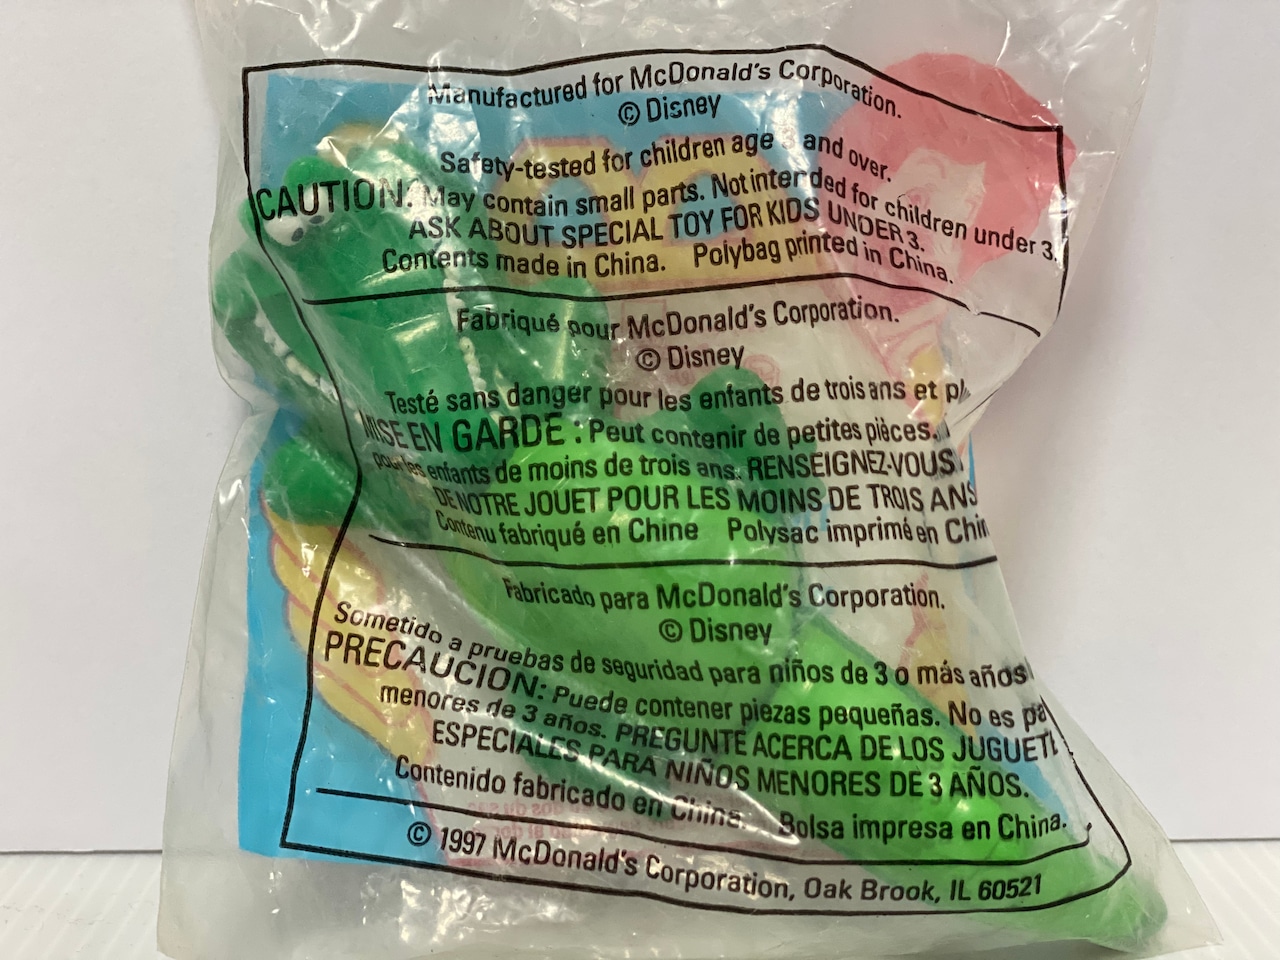 Manufactured for McDonald's Corporation.
© Disney
Safety-tested for children age and over.
CAUTION: May contain small parts. Not intended for children under 3.
ASK ABOUT SPECIAL TOY FOR KIDS UNDER 3.
Contents made in China. Polybag printed in China.
Fabriqué pour McDonald's Corporation.
© Disney
Testé sans danger pour les enfants de trois ans et
MISE EN GARDE : Peut contenir de petites pièces.
pour les enfants de moins de trois ans. RENSEIGNEZ-VOUS
DE NOTRE JOUET POUR LES MOINS DE TROIS ANS
Contenu fabriqué en Chine Polysac imprimé en Chin
Fabricado para McDonald's Corporation.
© Disney
Sometido a pruebas de seguridad para niños de 3 o más años
PRECAUCION: Puede contener piezas pequeñas. No es pa
menores de 3 años. PREGUNTE ACERCA DE LOS JUGUET
ESPECIALES PARA NIÑOS MENORES DE 3 AÑOS.
Contenido fabricado en China. Bolsa impresa en China.
© 1997 McDonald's Corporation, Oak Brook, IL 60521